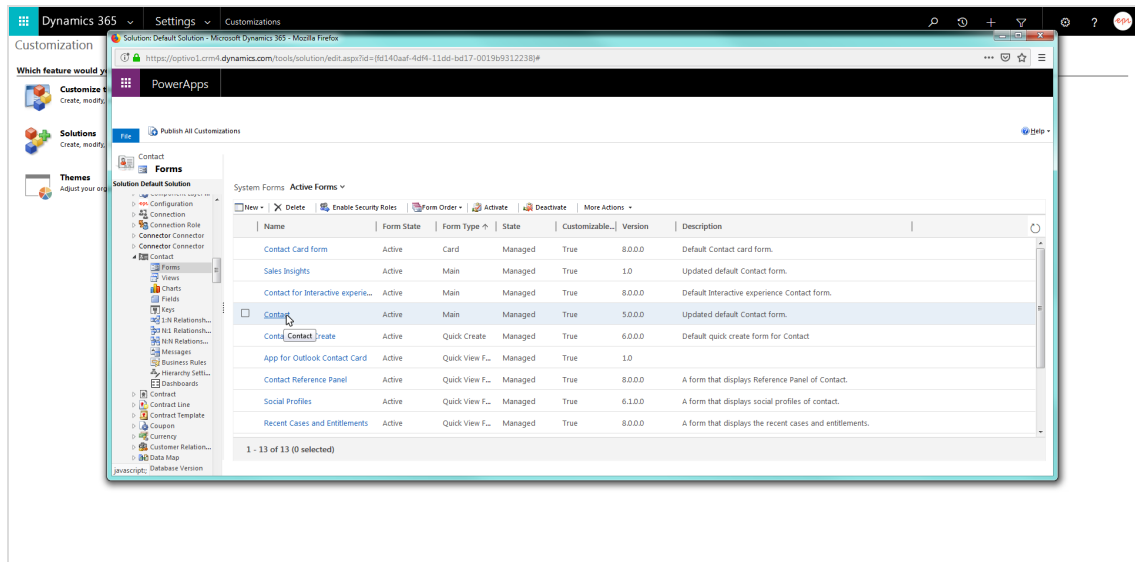 Dynamics 365 Settings Customizations
Customization
Which feature would y
Customize t
Create, modify,
Solutions
Create, modify,
Themes
Adjust your org
Solution: Default Solution - Microsoft Dynamics 365 - Mozilla Firefox
https://optivo1.crm4.dynamics.com/tools/solution/edit.aspx?id={fd140aaf-4df4-11dd-bd17-0019b9312238}#
PowerApps
File Publish All Customizations Help
Contact
Forms
Solution Default Solution
Configuration
Connection
Connection Role
Connector Connector
Connector Connector
Contact
Forms
Views
Charts
Fields
Keys
1:N Relationsh...
N:1 Relationsh...
N:N Relations...
Messages
Business Rules
Hierarchy Setti...
Dashboards
Contract
Contract Line
Contract Template
Coupon
Currency
Customer Relation...
Data Map
Database Version
javascript:;
System Forms Active Forms
New Delete Enable Security Roles Form Order Activate Deactivate More Actions
Name Form State Form Type State Customizable... Version Description
Contact Card form Active Card Managed True 8.0.0.0 Default Contact card form.
Sales Insights Active Main Managed True 1.0 Updated default Contact form.
Contact for Interactive experie... Active Main Managed True 8.0.0.0 Default Interactive experience Contact form.
Contact Active Main Managed True 5.0.0.0 Updated default Contact form.
Conta Create Active Quick Create Managed True 6.0.0.0 Default quick create form for Contact
Contact
App for Outlook Contact Card Active Quick View F... Managed True 1.0
Contact Reference Panel Active Quick View F... Managed True 8.0.0.0 A form that displays Reference Panel of Contact.
Social Profiles Active Quick View F... Managed True 6.1.0.0 A form that displays social profiles of contact.
Recent Cases and Entitlements Active Quick View F... Managed True 8.0.0.0 A form that displays the recent cases and entitlements.
1 - 13 of 13 (0 selected)